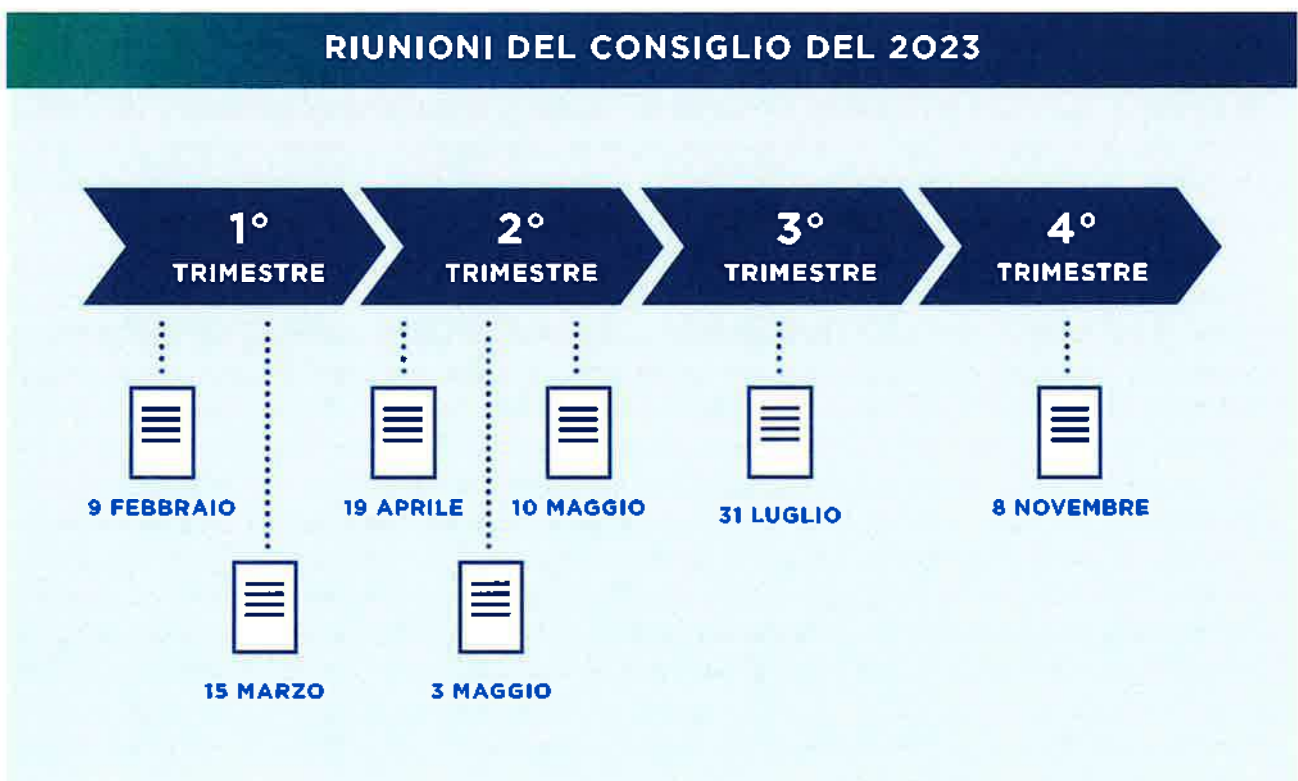 RIUNIONI DEL CONSIGLIO DEL 2023
1°
TRIMESTRE
2°
TRIMESTRE
3°
TRIMESTRE
4°
TRIMESTRE
9 FEBBRAIO
19 APRILE
10 MAGGIO
31 LUGLIO
8 NOVEMBRE
15 MARZO
3 MAGGIO